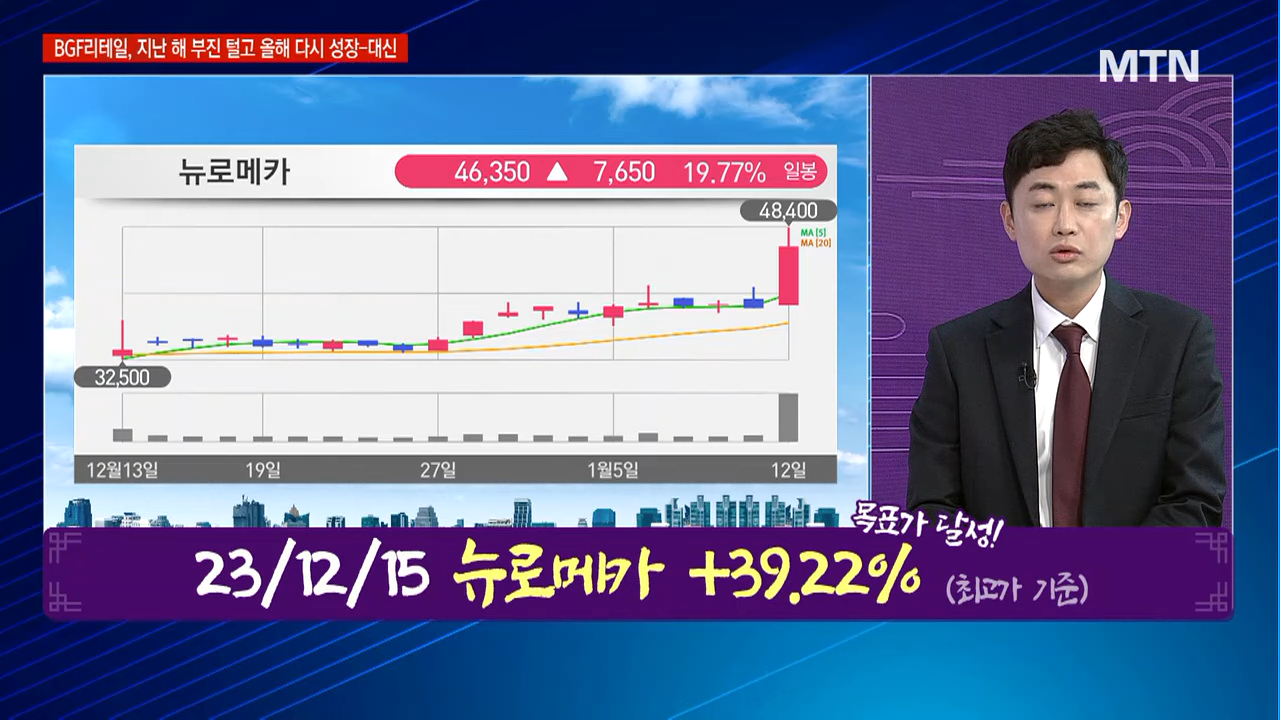 BGF리테일, 지난 해 부진 털고 올해 다시 성장-대신
MTN
뉴로메카 46,350 ▲ 7,650 19.77% 일봉
48,400
MA [5]
MA [20]
32,500
12월13일 19일 27일 1월5일 12일
목표가 달성!
23/12/15 뉴로메카 +39.22% (최고가 기준)